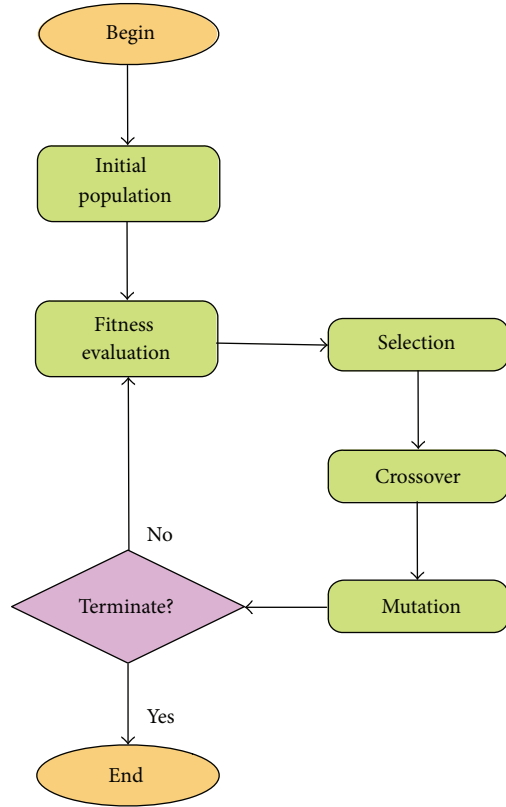 Begin
Initial
population
Fitness
evaluation
Selection
Crossover
Mutation
Terminate?
No
Yes
End